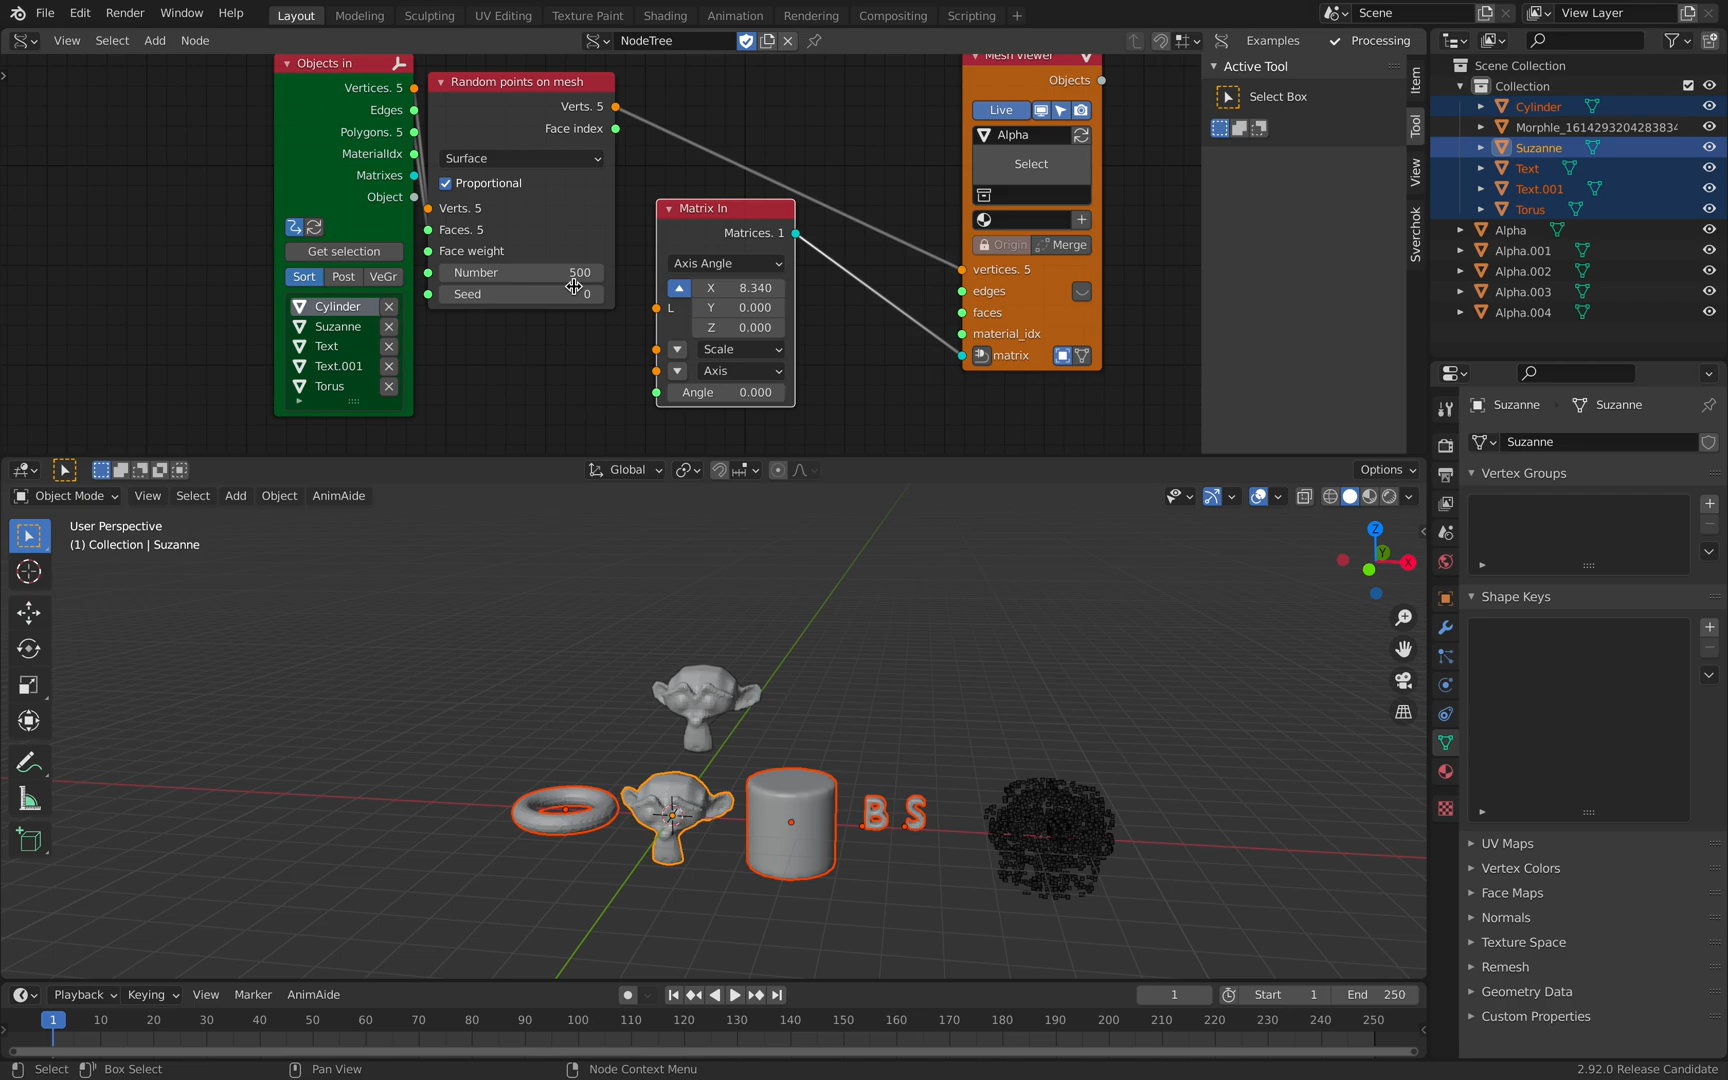 File Edit Render Window Help Layout Modeling Sculpting UV Editing Texture Paint Shading Animation Rendering Compositing Scripting + Scene View Layer
View Select Add Node NodeTree Examples Processing
Objects in
Vertices. 5
Edges
Polygons. 5
MaterialIdx
Matrixes
Object
Get selection
Sort Post VeGr
Cylinder
Suzanne
Text
Text.001
Torus
Random points on mesh
Verts. 5
Face index
Surface
Proportional
Verts. 5
Faces. 5
Face weight
Number 500
Seed 0
Matrix In
Matrices. 1
Axis Angle
X 8.340
L Y 0.000
Z 0.000
Scale
Axis
Angle 0.000
Mesh viewer
Objects
Live
Alpha
Select
Origin Merge
vertices. 5
edges
faces
material_idx
matrix
Active Tool
Select Box
Item
Tool
View
Sverchok
Scene Collection
Collection
Cylinder
Morphle_1614293204283834
Suzanne
Text
Text.001
Torus
Alpha
Alpha.001
Alpha.002
Alpha.003
Alpha.004
Suzanne Suzanne
Suzanne
Vertex Groups
Shape Keys
UV Maps
Vertex Colors
Face Maps
Normals
Texture Space
Remesh
Geometry Data
Custom Properties
Global Options
Object Mode View Select Add Object AnimAide
User Perspective
(1) Collection | Suzanne
Z
Y
X
B S
Playback Keying View Marker AnimAide 1 Start 1 End 250
1 10 20 30 40 50 60 70 80 90 100 110 120 130 140 150 160 170 180 190 200 210 220 230 240 250
Select Box Select Pan View Node Context Menu 2.92.0 Release Candidate